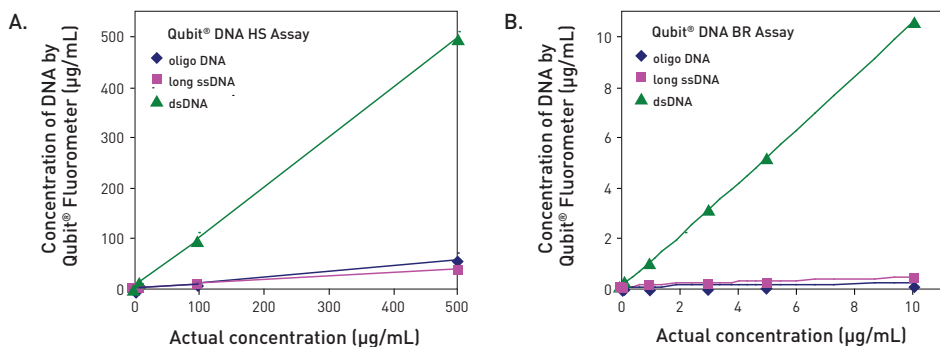 A.
Concentration of DNA by
Qubit® Fluorometer (µg/mL)
500
400
300
200
100
0
Qubit® DNA HS Assay
oligo DNA
long ssDNA
dsDNA
0
100
200
300
400
500
Actual concentration (µg/mL)
B.
Concentration of DNA by
Qubit® Fluorometer (µg/mL)
10
8
6
4
2
0
Qubit® DNA BR Assay
oligo DNA
long ssDNA
dsDNA
0
2
4
6
8
10
Actual concentration (µg/mL)